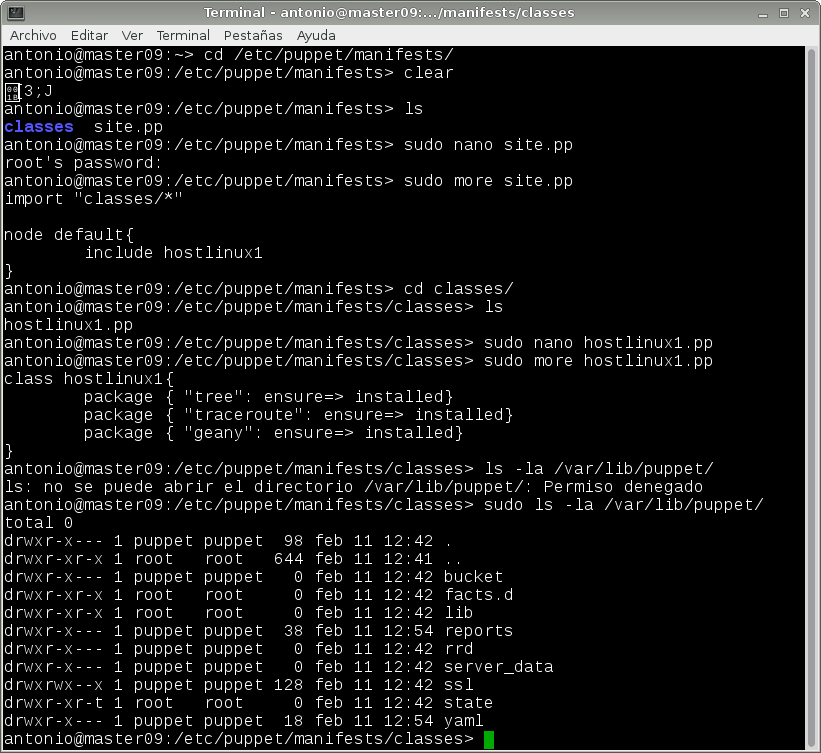 Terminal - antonio@master09:.../manifests/classes
Archivo Editar Ver Terminal Pestañas Ayuda
antonio@master09:~> cd /etc/puppet/manifests/
antonio@master09:/etc/puppet/manifests> clear
[3;J
antonio@master09:/etc/puppet/manifests> ls
classes  site.pp
antonio@master09:/etc/puppet/manifests> sudo nano site.pp
root's password:
antonio@master09:/etc/puppet/manifests> sudo more site.pp
import "classes/*"
node default{
        include hostlinux1
}
antonio@master09:/etc/puppet/manifests> cd classes/
antonio@master09:/etc/puppet/manifests/classes> ls
hostlinux1.pp
antonio@master09:/etc/puppet/manifests/classes> sudo nano hostlinux1.pp
antonio@master09:/etc/puppet/manifests/classes> sudo more hostlinux1.pp
class hostlinux1{
        package { "tree": ensure=> installed}
        package { "traceroute": ensure=> installed}
        package { "geany": ensure=> installed}
}
antonio@master09:/etc/puppet/manifests/classes> ls -la /var/lib/puppet/
ls: no se puede abrir el directorio /var/lib/puppet/: Permiso denegado
antonio@master09:/etc/puppet/manifests/classes> sudo ls -la /var/lib/puppet/
total 0
drwxr-x--- 1 puppet puppet  98 feb 11 12:42 .
drwxr-xr-x 1 root   root   644 feb 11 12:41 ..
drwxr-x--- 1 puppet puppet   0 feb 11 12:42 bucket
drwxr-xr-x 1 root   root     0 feb 11 12:42 facts.d
drwxr-xr-x 1 root   root     0 feb 11 12:42 lib
drwxr-x--- 1 puppet puppet  38 feb 11 12:54 reports
drwxr-x--- 1 puppet puppet   0 feb 11 12:42 rrd
drwxr-x--- 1 puppet puppet   0 feb 11 12:42 server_data
drwxrwx--x 1 puppet puppet 128 feb 11 12:42 ssl
drwxr-xr-t 1 root   root     0 feb 11 12:42 state
drwxr-x--- 1 puppet puppet  18 feb 11 12:54 yaml
antonio@master09:/etc/puppet/manifests/classes>